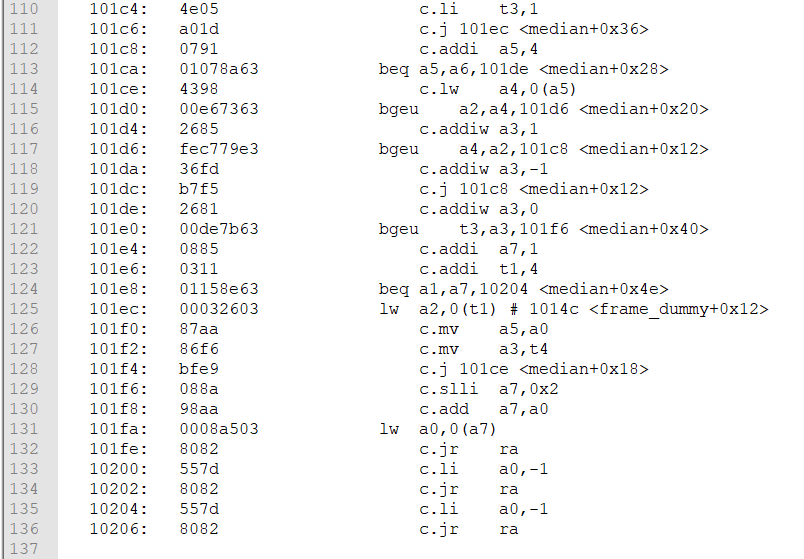 110 101c4: 4e05 c.li t3,1
111 101c6: a01d c.j 101ec <median+0x36>
112 101c8: 0791 c.addi a5,4
113 101ca: 01078a63 beq a5,a6,101de <median+0x28>
114 101ce: 4398 c.lw a4,0(a5)
115 101d0: 00e67363 bgeu a2,a4,101d6 <median+0x20>
116 101d4: 2685 c.addiw a3,1
117 101d6: fec779e3 bgeu a4,a2,101c8 <median+0x12>
118 101da: 36fd c.addiw a3,-1
119 101dc: b7f5 c.j 101c8 <median+0x12>
120 101de: 2681 c.addiw a3,0
121 101e0: 00de7b63 bgeu t3,a3,101f6 <median+0x40>
122 101e4: 0885 c.addi a7,1
123 101e6: 0311 c.addi t1,4
124 101e8: 01158e63 beq a1,a7,10204 <median+0x4e>
125 101ec: 00032603 lw a2,0(t1) # 1014c <frame_dummy+0x12>
126 101f0: 87aa c.mv a5,a0
127 101f2: 86f6 c.mv a3,t4
128 101f4: bfe9 c.j 101ce <median+0x18>
129 101f6: 088a c.slli a7,0x2
130 101f8: 98aa c.add a7,a0
131 101fa: 0008a503 lw a0,0(a7)
132 101fe: 8082 c.jr ra
133 10200: 557d c.li a0,-1
134 10202: 8082 c.jr ra
135 10204: 557d c.li a0,-1
136 10206: 8082 c.jr ra
137